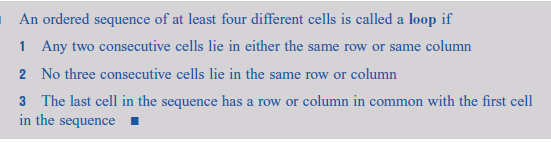 An ordered sequence of at least four different cells is called a loop if
1 Any two consecutive cells lie in either the same row or same column
2 No three consecutive cells lie in the same row or column
3 The last cell in the sequence has a row or column in common with the first cell
in the sequence ■